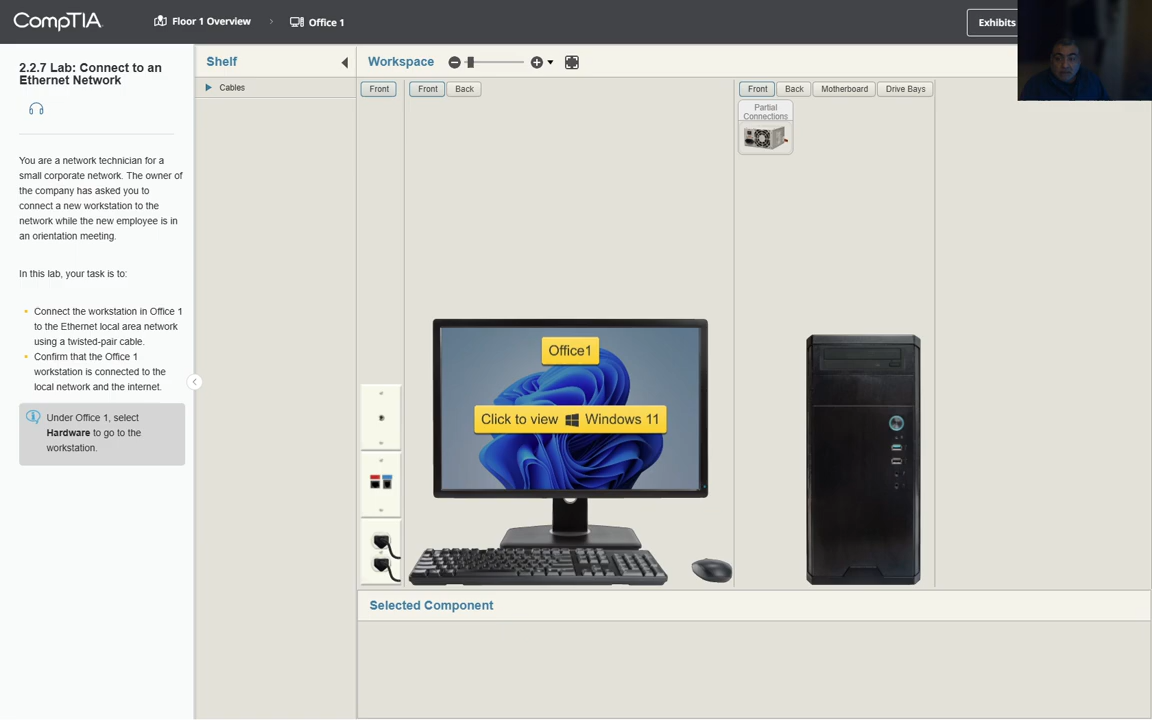 CompTIA.
Floor 1 Overview
Office 1
Exhibits
2.2.7 Lab: Connect to an
Ethernet Network
You are a network technician for a
small corporate network. The owner of
the company has asked you to
connect a new workstation to the
network while the new employee is in
an orientation meeting.
In this lab, your task is to:
Connect the workstation in Office 1
to the Ethernet local area network
using a twisted-pair cable.
Confirm that the Office 1
workstation is connected to the
local network and the internet.
Under Office 1, select
Hardware to go to the
workstation.
Shelf
Cables
Workspace
Front
Front Back
Front Back Motherboard Drive Bays
Partial
Connections
Office1
Click to view Windows 11
Selected Component